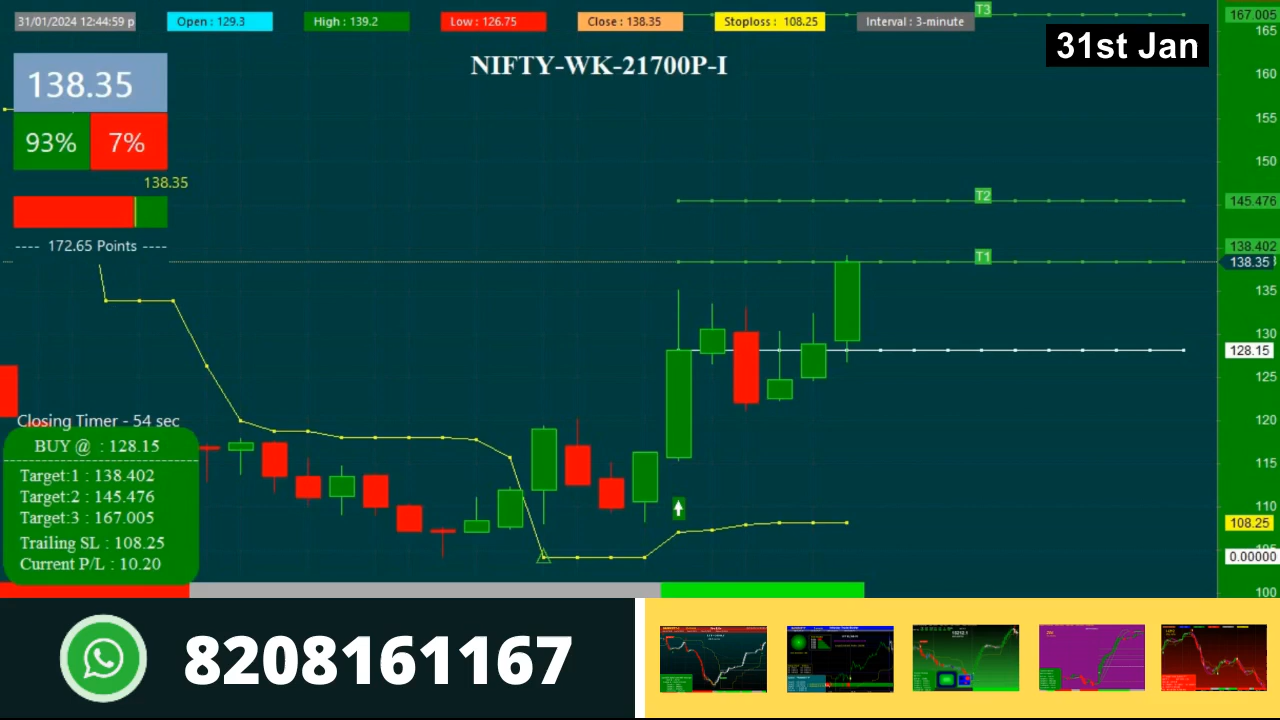 31/01/2024 12:44:59 p
Open : 129.3
High : 139.2
Low : 126.75
Close : 138.35
Stoploss : 108.25
Interval : 3-minute
T3
167.005
31st Jan
165
NIFTY-WK-21700P-I
138.35
160
93%
7%
155
150
138.35
T2
145.476
---- 172.65 Points ----
138.402
T1
138.35
135
130
128.15
125
Closing Timer - 54 sec
120
BUY @ : 128.15
Target:1 : 138.402
115
Target:2 : 145.476
Target:3 : 167.005
110
108.25
Trailing SL : 108.25
0.00000
Current P/L : 10.20
100
8208161167